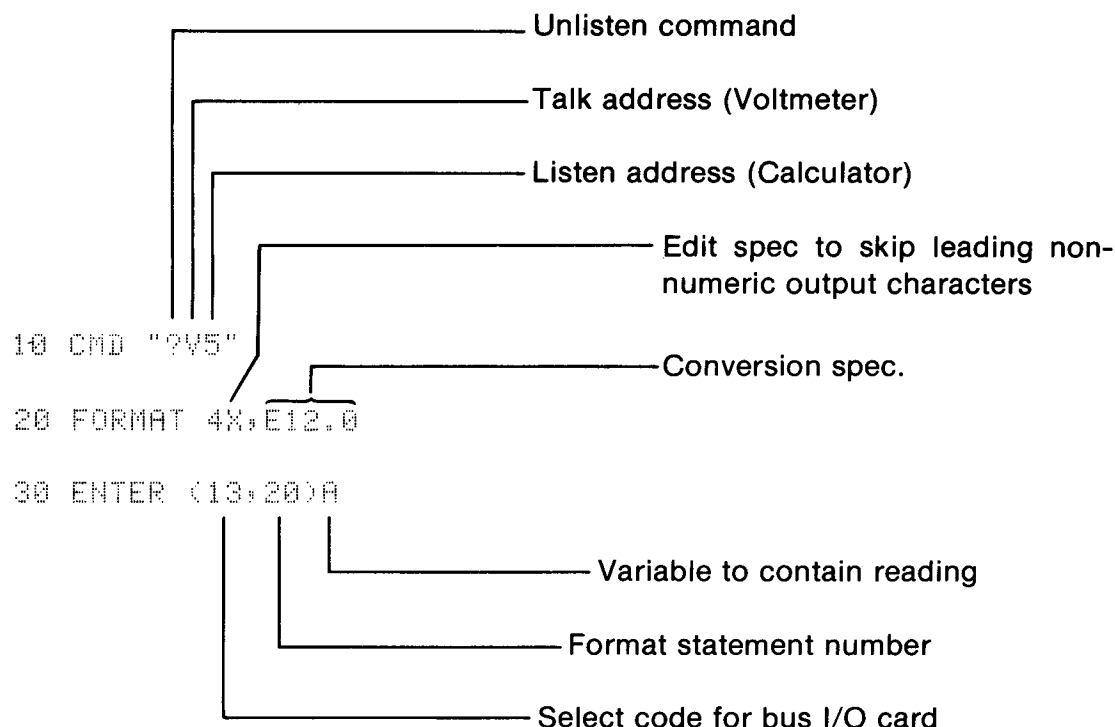 Unlisten command
Talk address (Voltmeter)
Listen address (Calculator)
Edit spec to skip leading non-
numeric output characters
10 CMD "?V5"
Conversion spec.
20 FORMAT 4X,E12.0
30 ENTER (13,20)A
Variable to contain reading
Format statement number
Select code for bus I/O card